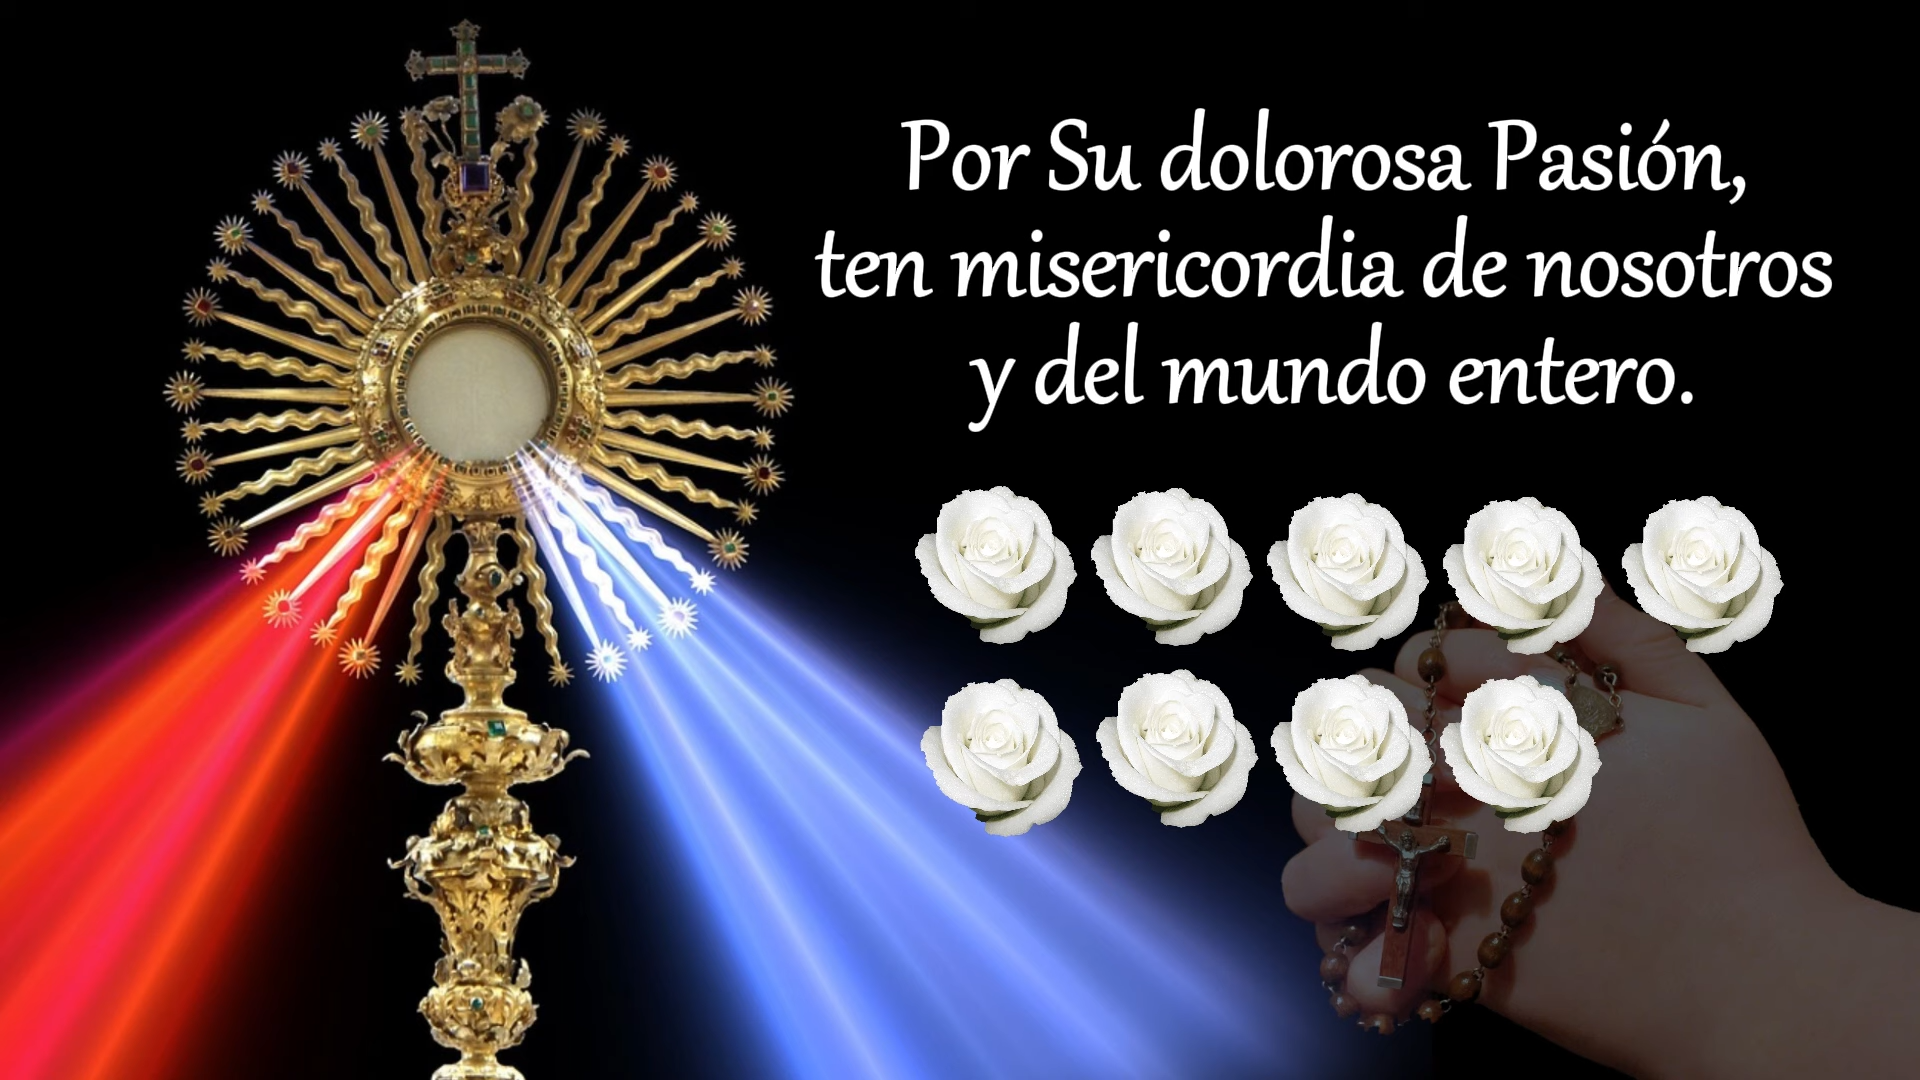 Por Su dolorosa Pasión,
ten misericordia de nosotros
y del mundo entero.